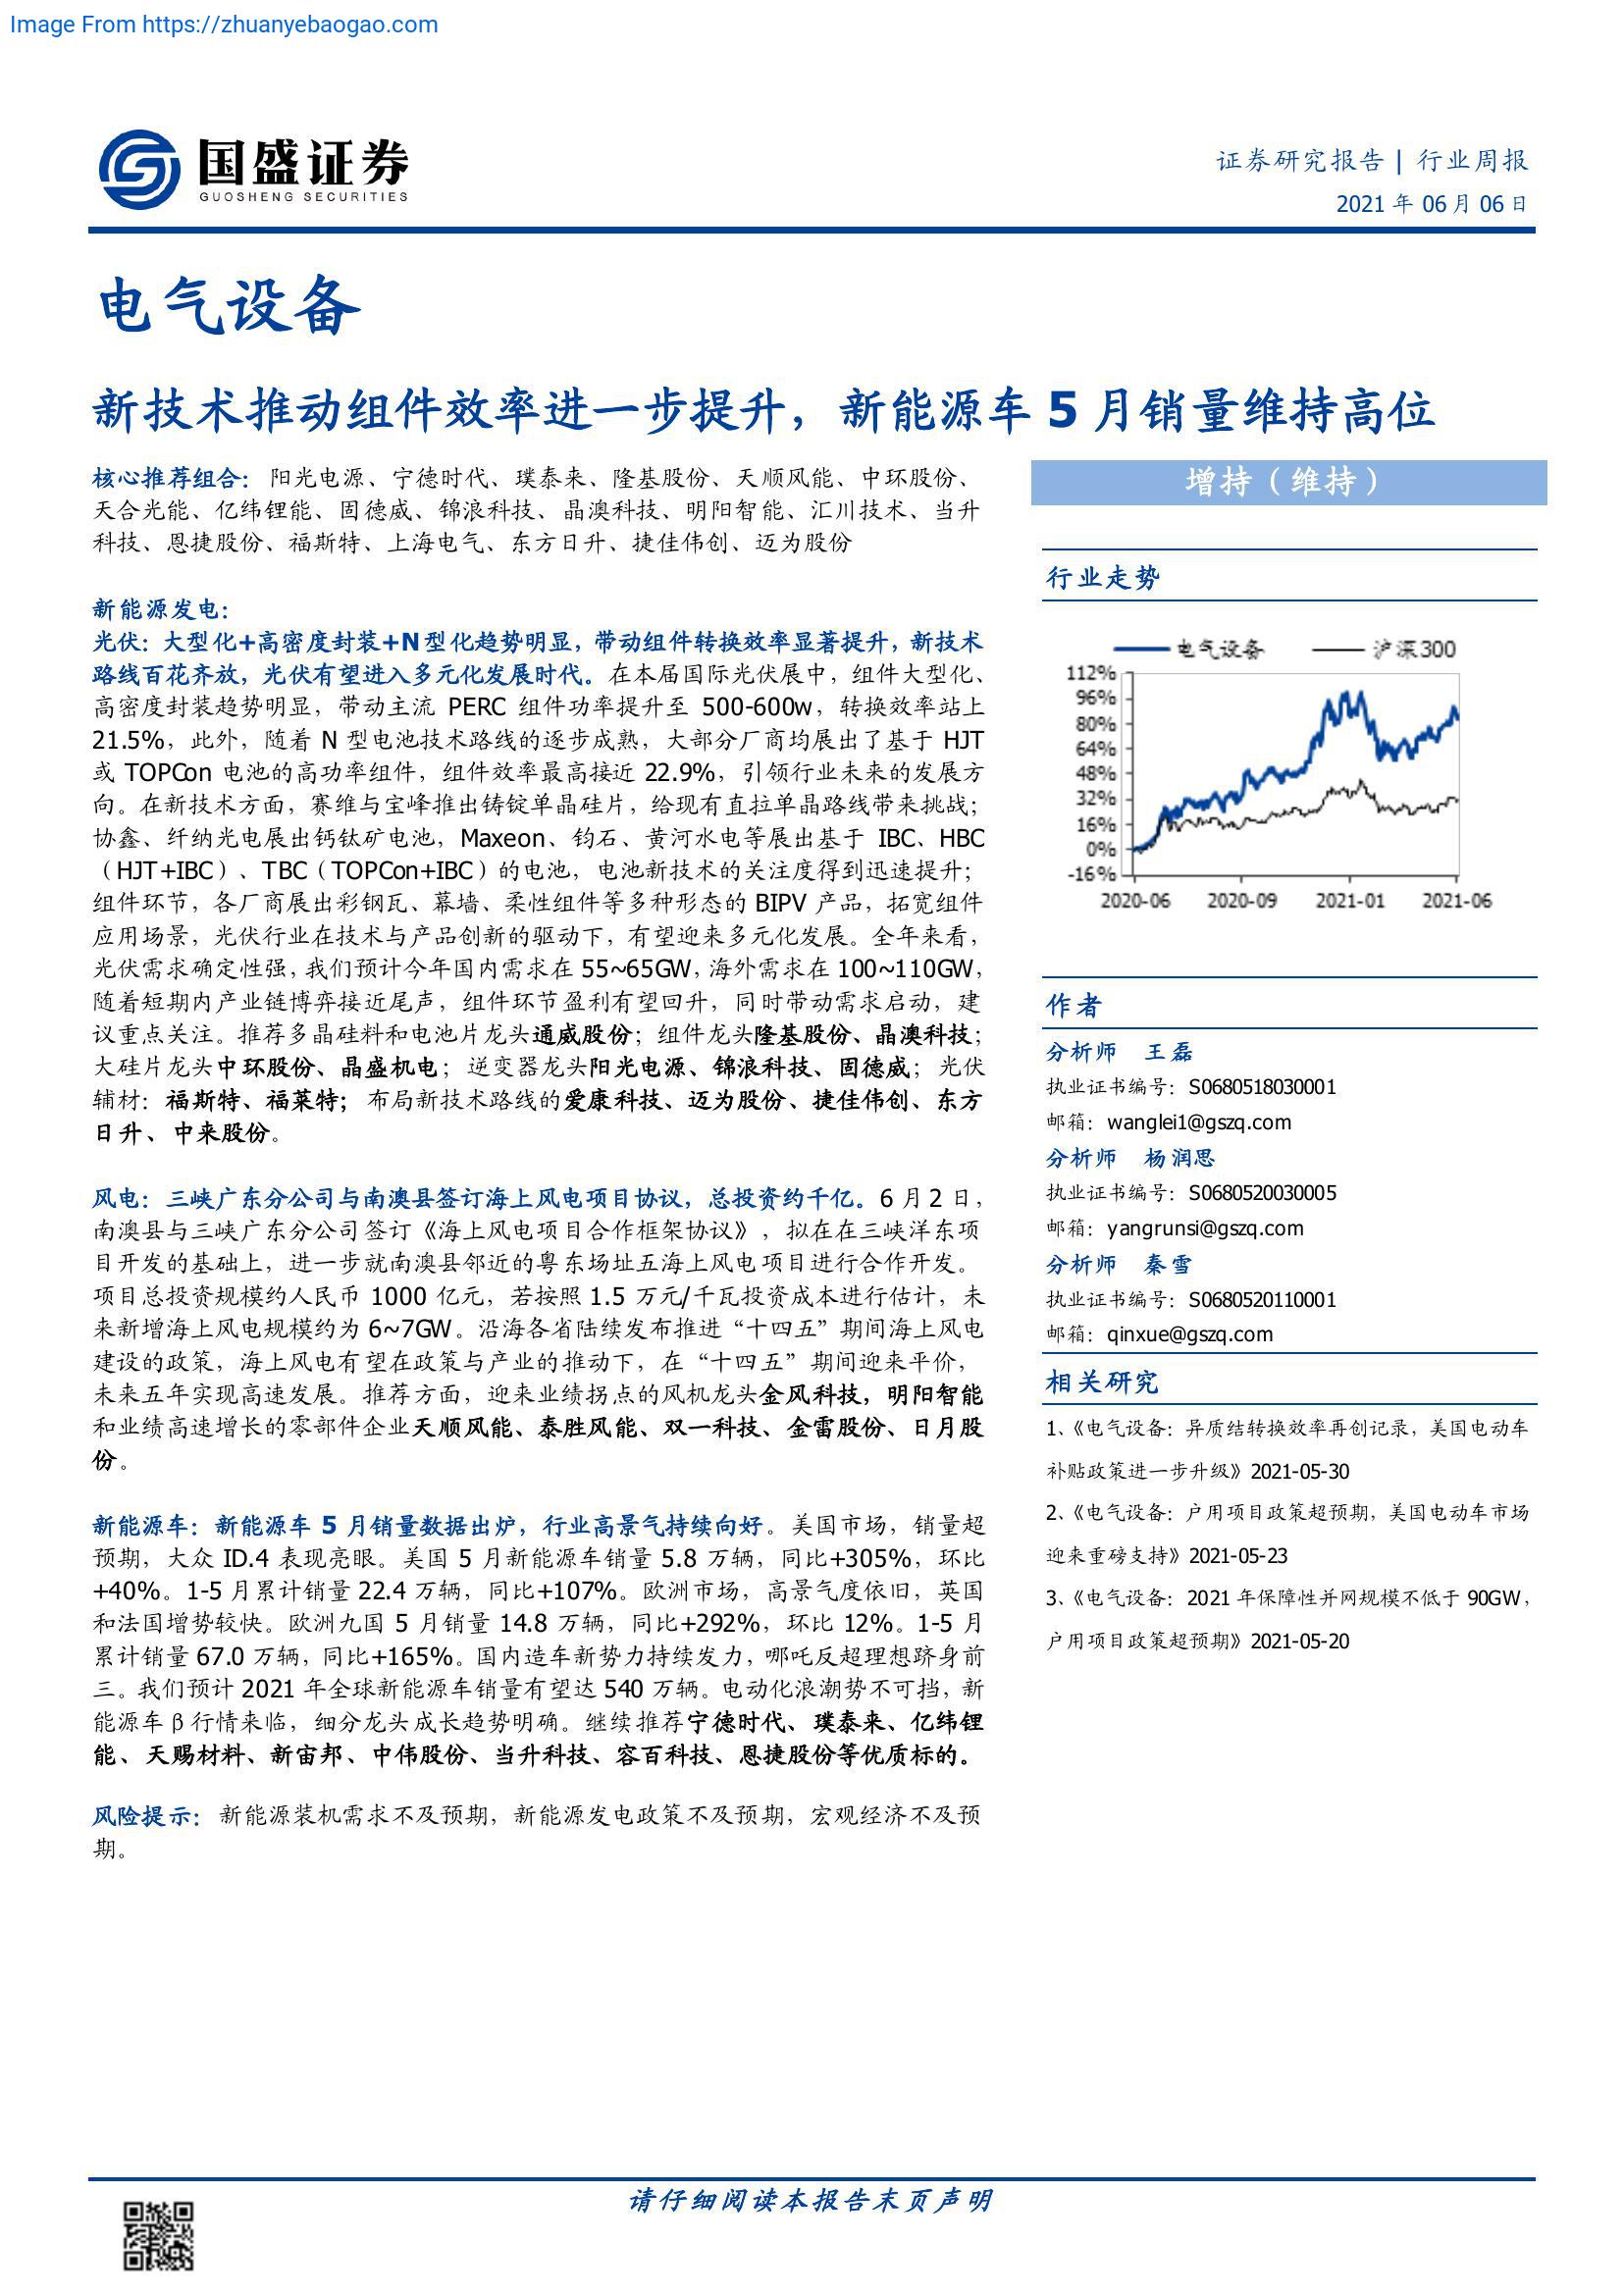 Image From https://zhuanyebaogao.com
国盛证券
GUOSHENG SECURITIES
证券研究报告 | 行业周报
2021 年 06 月 06 日
电气设备
新技术推动组件效率进一步提升，新能源车 5 月销量维持高位
核心推荐组合：阳光电源、宁德时代、璞泰来、隆基股份、天顺风能、中环股份、
天合光能、亿纬锂能、固德威、锦浪科技、晶澳科技、明阳智能、汇川技术、当升
科技、恩捷股份、福斯特、上海电气、东方日升、捷佳伟创、迈为股份
新能源发电：
光伏：大型化+高密度封装+N 型化趋势明显，带动组件转换效率显著提升，新技术
路线百花齐放，光伏有望进入多元化发展时代。在本届国际光伏展中，组件大型化、
高密度封装趋势明显，带动主流 PERC 组件功率提升至 500-600w，转换效率站上
21.5%，此外，随着 N 型电池技术路线的逐步成熟，大部分厂商均展出了基于 HJT
或 TOPCon 电池的高功率组件，组件效率最高接近 22.9%，引领行业未来的发展方
向。在新技术方面，赛维与宝峰推出铸锭单晶硅片，给现有直拉单晶路线带来挑战；
协鑫、纤纳光电展出钙钛矿电池，Maxeon、钧石、黄河水电等展出基于 IBC、HBC
（HJT+IBC）、TBC（TOPCon+IBC）的电池，电池新技术的关注度得到迅速提升；
组件环节，各厂商展出彩钢瓦、幕墙、柔性组件等多种形态的 BIPV 产品，拓宽组件
应用场景，光伏行业在技术与产品创新的驱动下，有望迎来多元化发展。全年来看，
光伏需求确定性强，我们预计今年国内需求在 55~65GW，海外需求在 100~110GW，
随着短期内产业链博弈接近尾声，组件环节盈利有望回升，同时带动需求启动，建
议重点关注。推荐多晶硅料和电池片龙头通威股份；组件龙头隆基股份、晶澳科技；
大硅片龙头中环股份、晶盛机电；逆变器龙头阳光电源、锦浪科技、固德威；光伏
辅材：福斯特、福莱特；布局新技术路线的爱康科技、迈为股份、捷佳伟创、东方
日升、中来股份。
风电：三峡广东分公司与南澳县签订海上风电项目协议，总投资约千亿。6 月 2 日，
南澳县与三峡广东分公司签订《海上风电项目合作框架协议》，拟在在三峡洋东项
目开发的基础上，进一步就南澳县邻近的粤东场址五海上风电项目进行合作开发。
项目总投资规模约人民币 1000 亿元，若按照 1.5 万元/千瓦投资成本进行估计，未
来新增海上风电规模约为 6~7GW。沿海各省陆续发布推进“十四五”期间海上风电
建设的政策，海上风电有望在政策与产业的推动下，在“十四五”期间迎来平价，
未来五年实现高速发展。推荐方面，迎来业绩拐点的风机龙头金风科技，明阳智能
和业绩高速增长的零部件企业天顺风能、泰胜风能、双一科技、金雷股份、日月股
份。
新能源车：新能源车 5 月销量数据出炉，行业高景气持续向好。美国市场，销量超
预期，大众 ID.4 表现亮眼。美国 5 月新能源车销量 5.8 万辆，同比+305%，环比
+40%。1-5 月累计销量 22.4 万辆，同比+107%。欧洲市场，高景气度依旧，英国
和法国增势较快。欧洲九国 5 月销量 14.8 万辆，同比+292%，环比 12%。1-5 月
累计销量 67.0 万辆，同比+165%。国内造车新势力持续发力，哪吒反超理想跻身前
三。我们预计 2021 年全球新能源车销量有望达 540 万辆。电动化浪潮势不可挡，新
能源车 β 行情来临，细分龙头成长趋势明确。继续推荐宁德时代、璞泰来、亿纬锂
能、天赐材料、新宙邦、中伟股份、当升科技、容百科技、恩捷股份等优质标的。
风险提示：新能源装机需求不及预期，新能源发电政策不及预期，宏观经济不及预
期。
增持（维持）
行业走势
电气设备 沪深300
112%
96%
80%
64%
48%
32%
16%
0%
-16%
2020-06 2020-09 2021-01 2021-06
作者
分析师 王磊
执业证书编号：S0680518030001
邮箱：wanglei1@gszq.com
分析师 杨润思
执业证书编号：S0680520030005
邮箱：yangrunsi@gszq.com
分析师 秦雪
执业证书编号：S0680520110001
邮箱：qinxue@gszq.com
相关研究
1、《电气设备：异质结转换效率再创记录，美国电动车
补贴政策进一步升级》2021-05-30
2、《电气设备：户用项目政策超预期，美国电动车市场
迎来重磅支持》2021-05-23
3、《电气设备：2021 年保障性并网规模不低于 90GW，
户用项目政策超预期》2021-05-20
请仔细阅读本报告末页声明